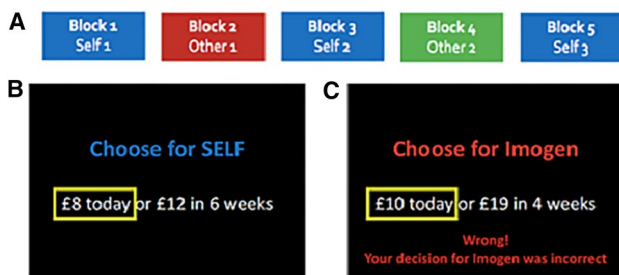 A
Block 1
Self 1
Block 2
Other 1
Block 3
Self 2
Block 4
Other 2
Block 5
Self 3
B
Choose for SELF
£8 today or £12 in 6 weeks
C
Choose for Imogen
£10 today or £19 in 4 weeks
Wrong!
Your decision for Imogen was incorrect